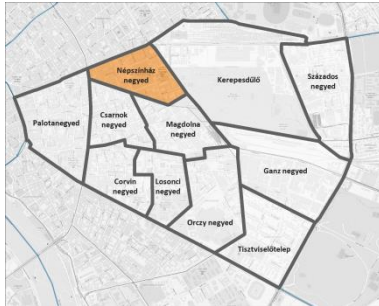 Népszínház
negyed
Kerepesdűlő
Százados
negyed
Palotanegyed
Csarnok
negyed
Magdolna
negyed
Corvin
negyed
Losonci
negyed
Ganz negyed
Orczy negyed
Tisztviselőtelep